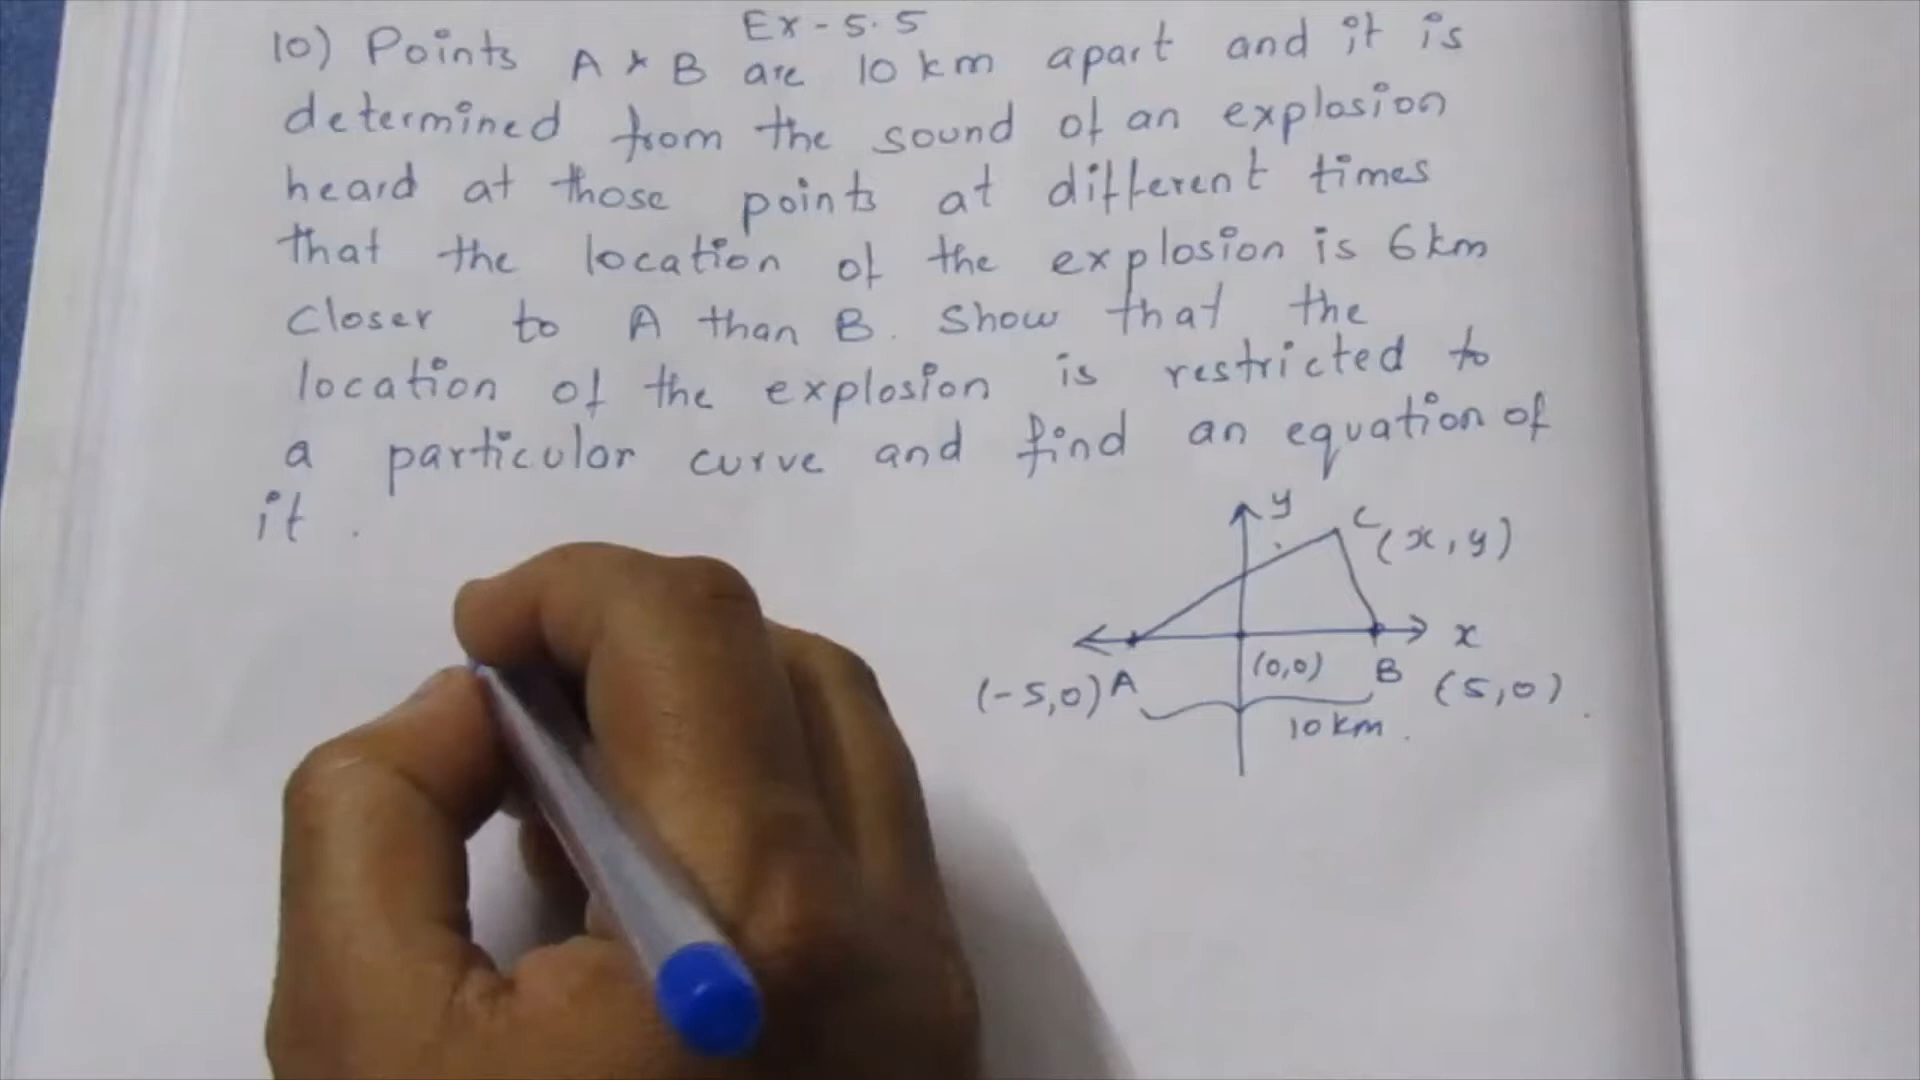 Ex - 5.5
10) Points A & B are 10 km apart and it is
determined from the sound of an explosion
heard at those points at different times
that the location of the explosion is 6 km
closer to A than B. Show that the
location of the explosion is restricted to
a particular curve and find an equation of
it.
y
C (x, y)
x
(-5,0) A
(0,0)
B (5,0)
10 km.